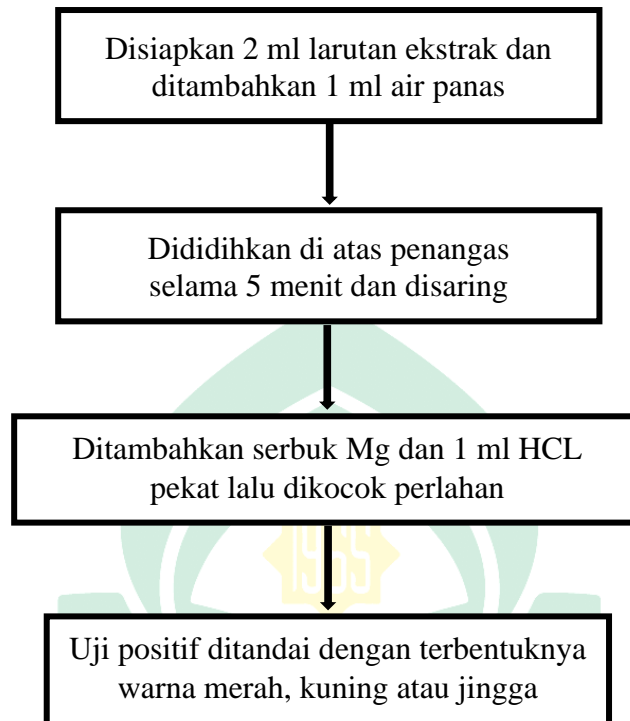 Disiapkan 2 ml larutan ekstrak dan
ditambahkan 1 ml air panas
Dididihkan di atas penangas
selama 5 menit dan disaring
Ditambahkan serbuk Mg dan 1 ml HCL
pekat lalu dikocok perlahan
1965
Uji positif ditandai dengan terbentuknya
warna merah, kuning atau jingga